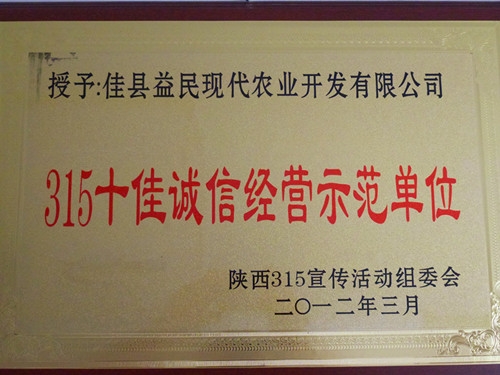 授予:佳县益民现代农业开发有限公司
315十佳诚信经营示范单位
陕西315宣传活动组委会
二〇一二年三月